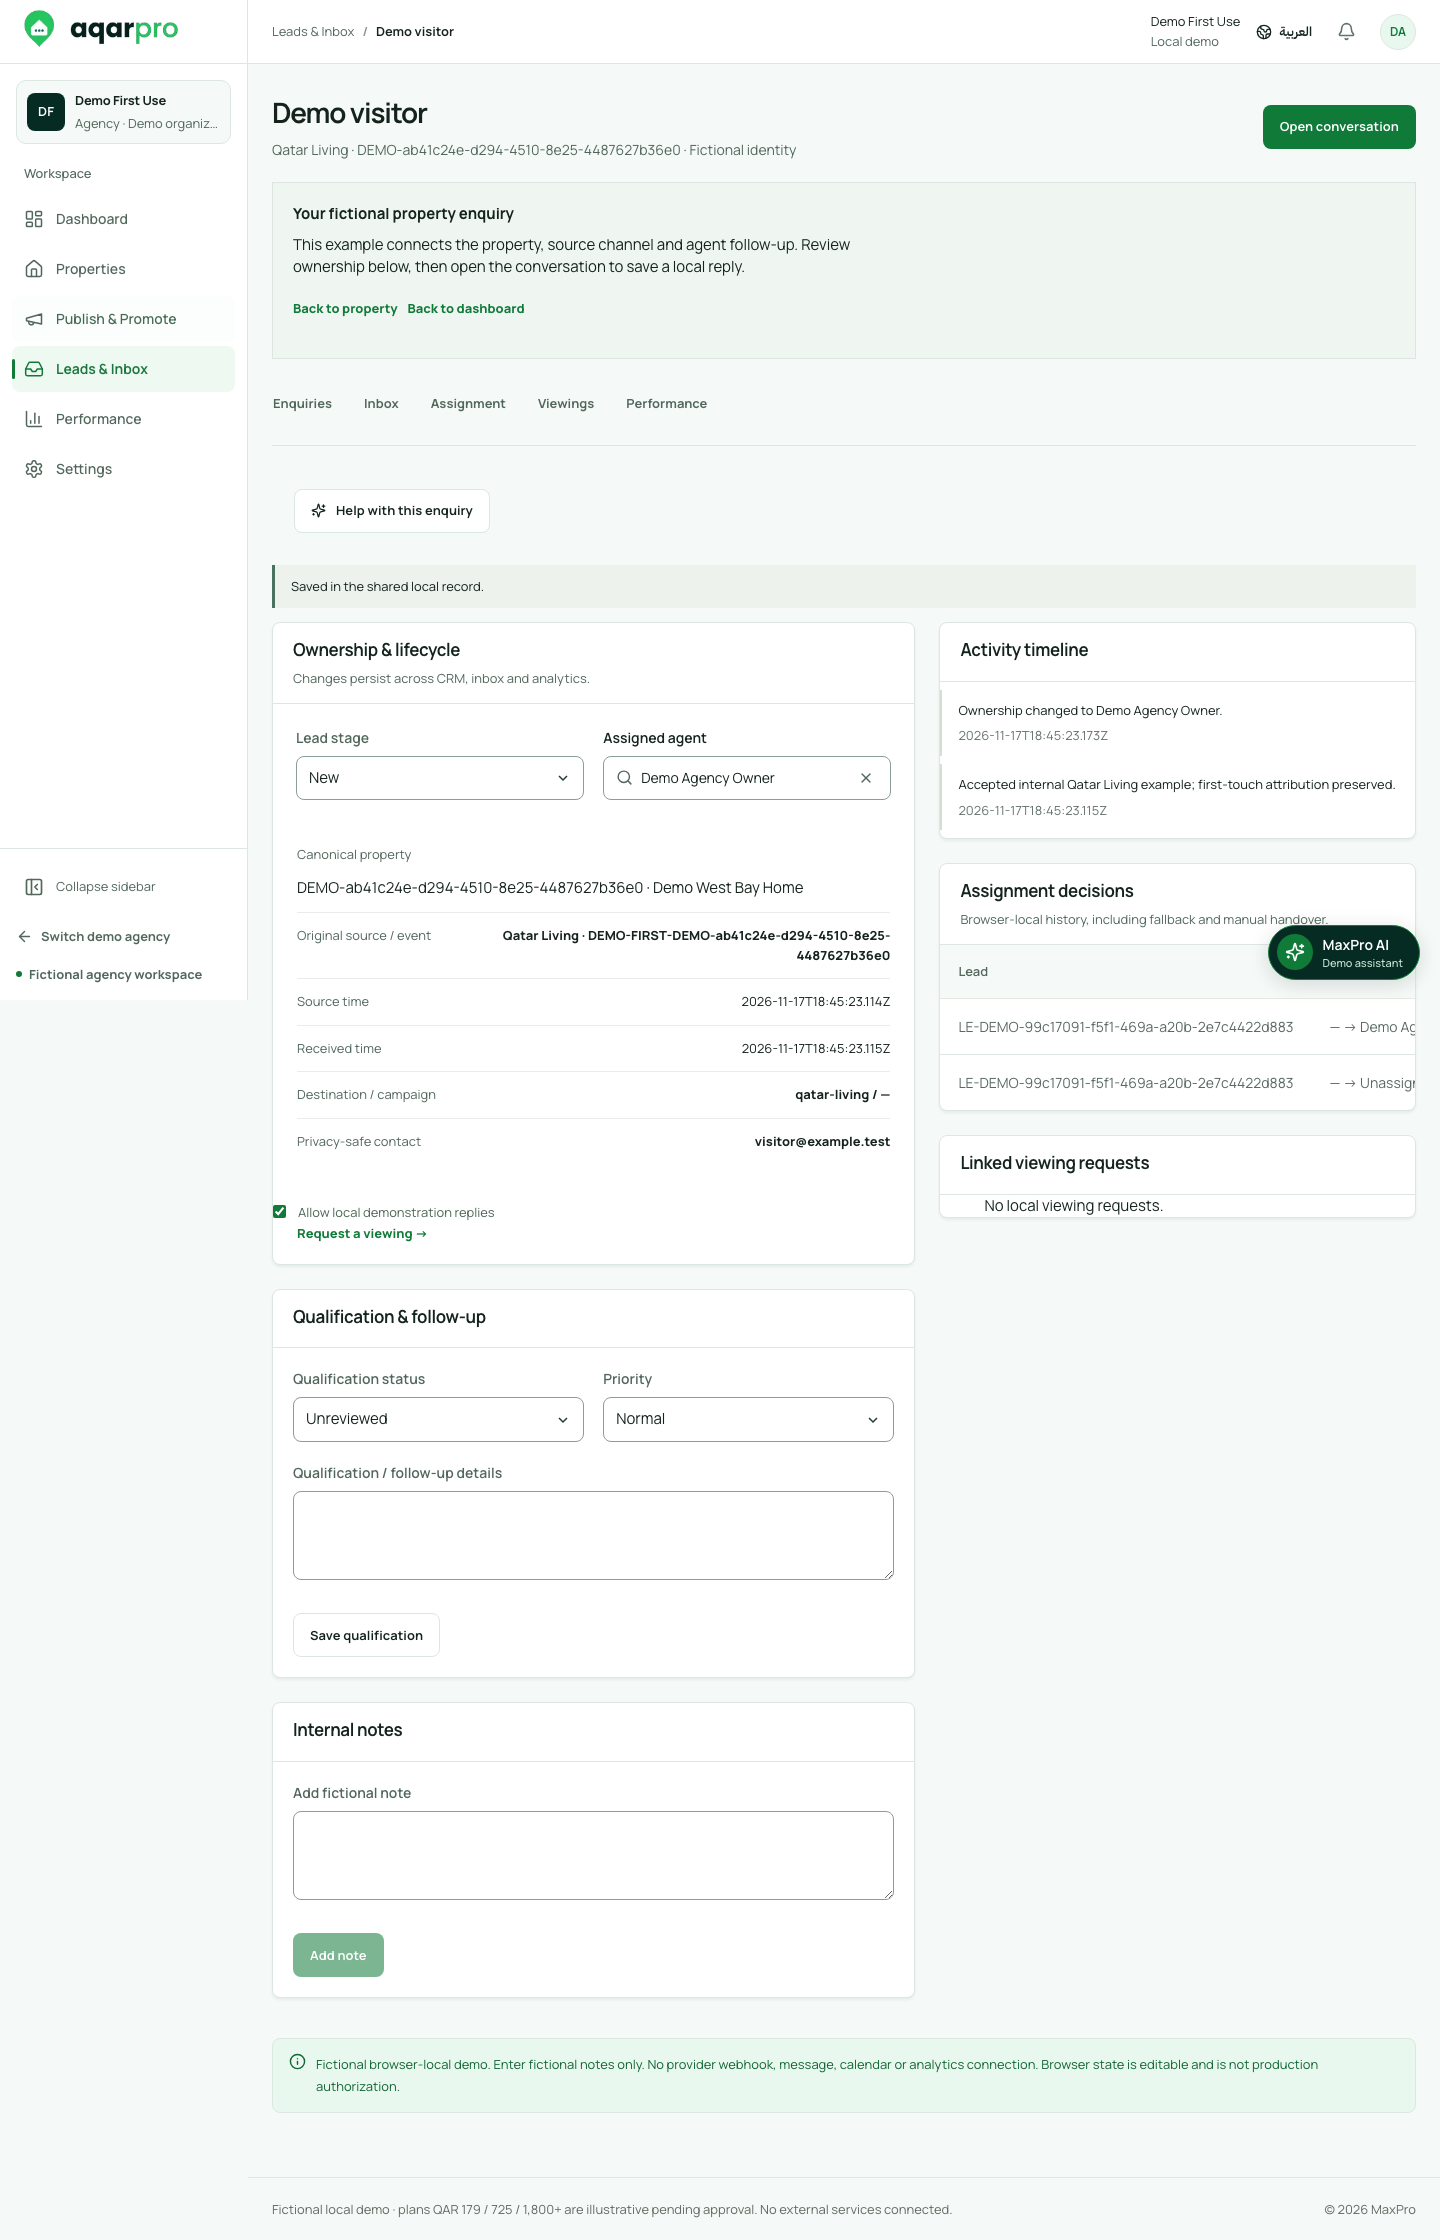 aqarpro
Leads & Inbox / Demo visitor
Demo First Use
Local demo
العربية
DA
DF
Demo First Use
Agency · Demo organiz...
Workspace
Dashboard
Properties
Publish & Promote
Leads & Inbox
Performance
Settings
Collapse sidebar
Switch demo agency
Fictional agency workspace
Demo visitor
Qatar Living · DEMO-ab41c24e-d294-4510-8e25-4487627b36e0 · Fictional identity
Open conversation
Your fictional property enquiry
This example connects the property, source channel and agent follow-up. Review
ownership below, then open the conversation to save a local reply.
Back to property Back to dashboard
Enquiries Inbox Assignment Viewings Performance
Help with this enquiry
Saved in the shared local record.
Ownership & lifecycle
Changes persist across CRM, inbox and analytics.
Lead stage
New
Assigned agent
Demo Agency Owner
Canonical property
DEMO-ab41c24e-d294-4510-8e25-4487627b36e0 · Demo West Bay Home
Original source / event
Qatar Living · DEMO-FIRST-DEMO-ab41c24e-d294-4510-8e25-
4487627b36e0
Source time 2026-11-17T18:45:23.114Z
Received time 2026-11-17T18:45:23.115Z
Destination / campaign qatar-living / —
Privacy-safe contact visitor@example.test
Allow local demonstration replies
Request a viewing →
Qualification & follow-up
Qualification status
Unreviewed
Priority
Normal
Qualification / follow-up details
Save qualification
Internal notes
Add fictional note
Add note
Activity timeline
Ownership changed to Demo Agency Owner.
2026-11-17T18:45:23.173Z
Accepted internal Qatar Living example; first-touch attribution preserved.
2026-11-17T18:45:23.115Z
Assignment decisions
Browser-local history, including fallback and manual handover.
Lead
LE-DEMO-99c17091-f5f1-469a-a20b-2e7c4422d883 — → Demo Ag
LE-DEMO-99c17091-f5f1-469a-a20b-2e7c4422d883 — → Unassign
MaxPro AI
Demo assistant
Linked viewing requests
No local viewing requests.
Fictional browser-local demo. Enter fictional notes only. No provider webhook, message, calendar or analytics connection. Browser state is editable and is not production
authorization.
Fictional local demo · plans QAR 179 / 725 / 1,800+ are illustrative pending approval. No external services connected.
© 2026 MaxPro